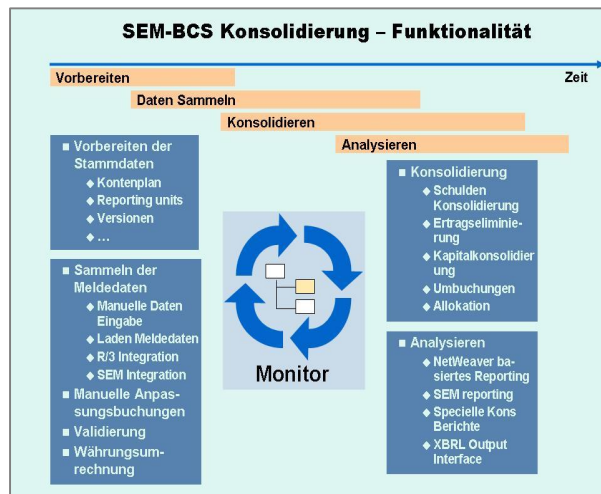 SEM-BCS Konsolidierung – Funktionalität
Vorbereiten
Zeit
Daten Sammeln
Konsolidieren
Analysieren
■ Vorbereiten der
Stammdaten
◆ Kontenplan
◆ Reporting units
◆ Versionen
◆ ...
■ Sammeln der
Meldedaten
◆ Manuelle Daten
Eingabe
◆ Laden Meldedaten
◆ R/3 Integration
◆ SEM Integration
■ Manuelle Anpas-
sungsbuchungen
■ Validierung
■ Währungsum-
rechnung
Monitor
■ Konsolidierung
◆ Schulden
Konsolidierung
◆ Ertragseliminie-
rung
◆ Kapitalkonsolidier
ung
◆ Umbuchungen
◆ Allokation
■ Analysieren
◆ NetWeaver ba-
siertes Reporting
◆ SEM reporting
◆ Specielle Kons
Berichte
◆ XBRL Output
Interface